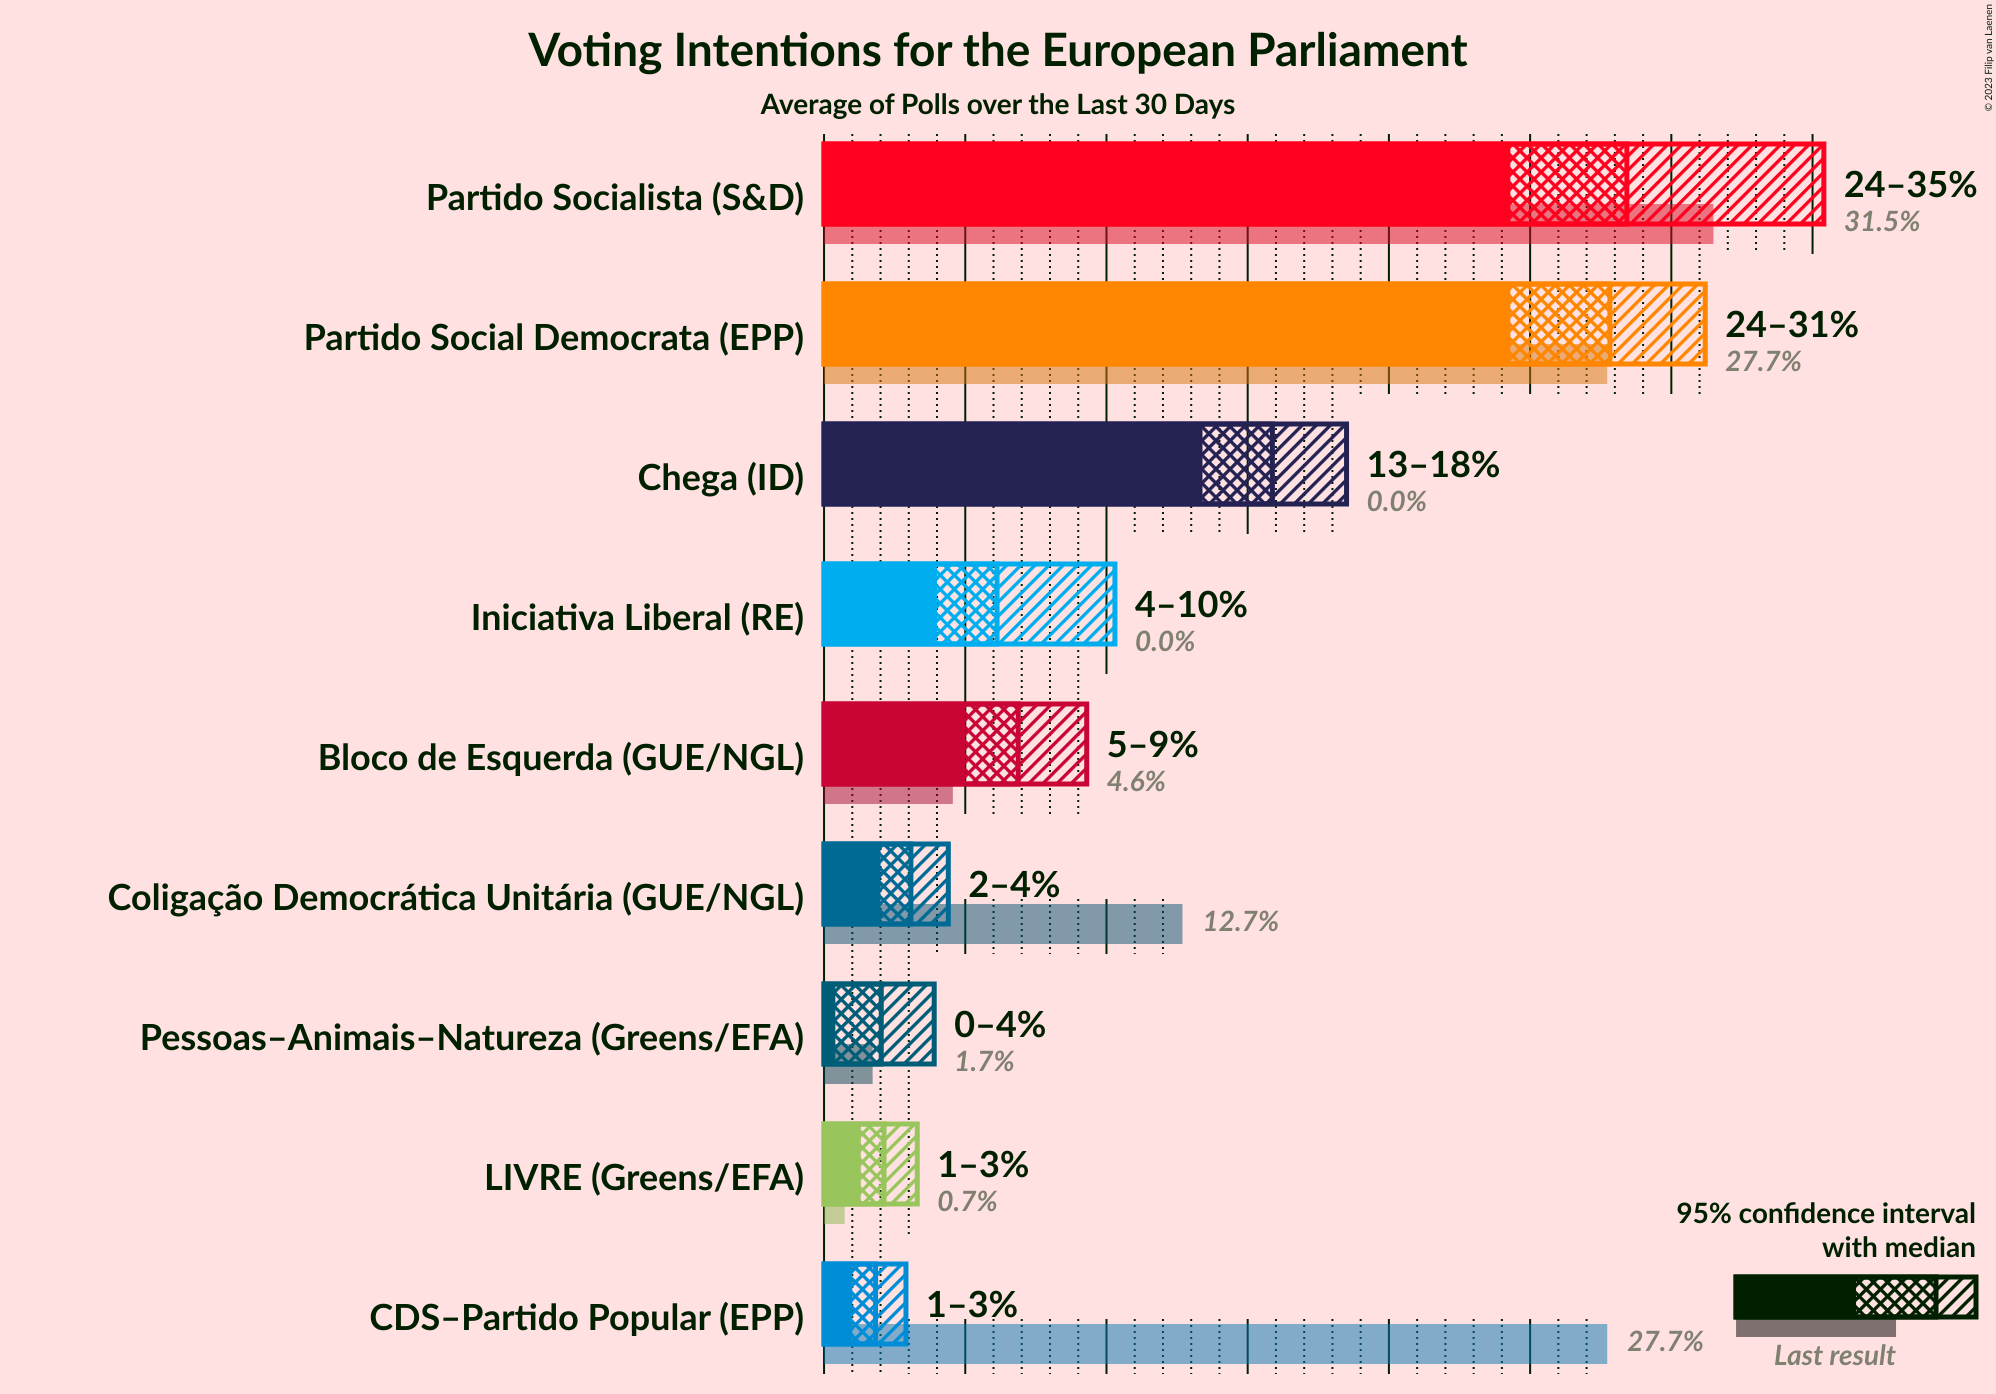 Voting Intentions for the European Parliament
Average of Polls over the Last 30 Days
© 2023 Filip van Laenen
Partido Socialista (S&D)
24–35%
31.5%
Partido Social Democrata (EPP)
24–31%
27.7%
Chega (ID)
13–18%
0.0%
Iniciativa Liberal (RE)
4–10%
0.0%
Bloco de Esquerda (GUE/NGL)
5–9%
4.6%
Coligação Democrática Unitária (GUE/NGL)
2–4%
12.7%
Pessoas–Animais–Natureza (Greens/EFA)
0–4%
1.7%
LIVRE (Greens/EFA)
1–3%
0.7%
CDS–Partido Popular (EPP)
1–3%
27.7%
95% confidence interval
with median
Last result